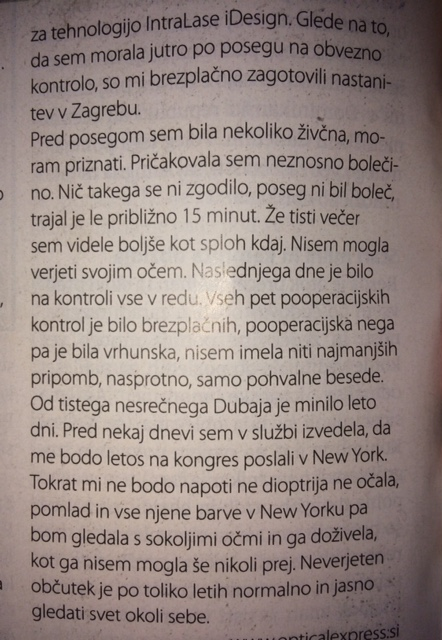 za tehnologijo IntraLase iDesign. Glede na to,
da sem morala jutro po posegu na obvezno
kontrolo, so mi brezplačno zagotovili nastani-
tev v Zagrebu.
Pred posegom sem bila nekoliko živčna, mo-
ram priznati. Pričakovala sem neznosno boleči-
no. Nič takega se ni zgodilo, poseg ni bil boleč,
trajal je le približno 15 minut. Že tisti večer
sem videle boljše kot sploh kdaj. Nisem mogla
verjeti svojim očem. Naslednjega dne je bilo
na kontroli vse v redu. Vseh pet pooperacijskih
kontrol je bilo brezplačnih, pooperacijska nega
pa je bila vrhunska, nisem imela niti najmanjših
pripomb, nasprotno, samo pohvalne besede.
Od tistega nesrečnega Dubaja je minilo leto
dni. Pred nekaj dnevi sem v službi izvedela, da
me bodo letos na kongres poslali v New York.
Tokrat mi ne bodo napoti ne dioptrija ne očala,
pomlad in vse njene barve v New Yorku pa
bom gledala s sokoljimi očmi in ga doživela,
kot ga nisem mogla še nikoli prej. Neverjeten
občutek je po toliko letih normalno in jasno
gledati svet okoli sebe.
www.opticalexpress.si